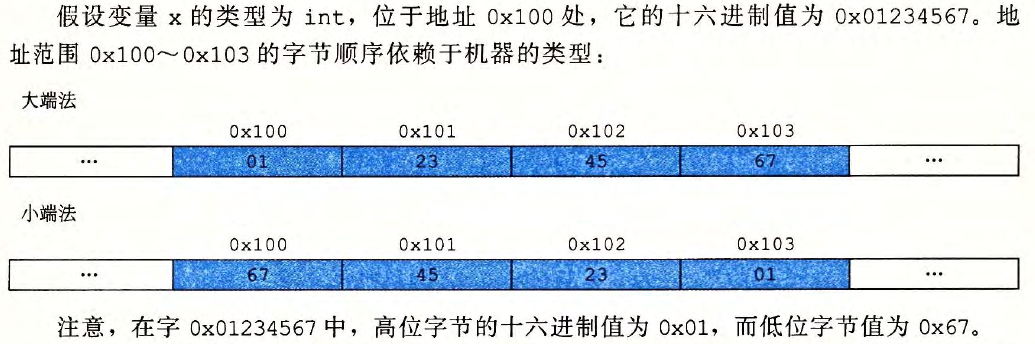 假设变量 x 的类型为 int，位于地址 0x100 处，它的十六进制值为 0x01234567。地
址范围 0x100～0x103 的字节顺序依赖于机器的类型：
大端法
0x100 0x101 0x102 0x103
… 01 23 45 67 …
小端法
0x100 0x101 0x102 0x103
… 67 45 23 01 …
注意，在字 0x01234567 中，高位字节的十六进制值为 0x01，而低位字节值为 0x67。